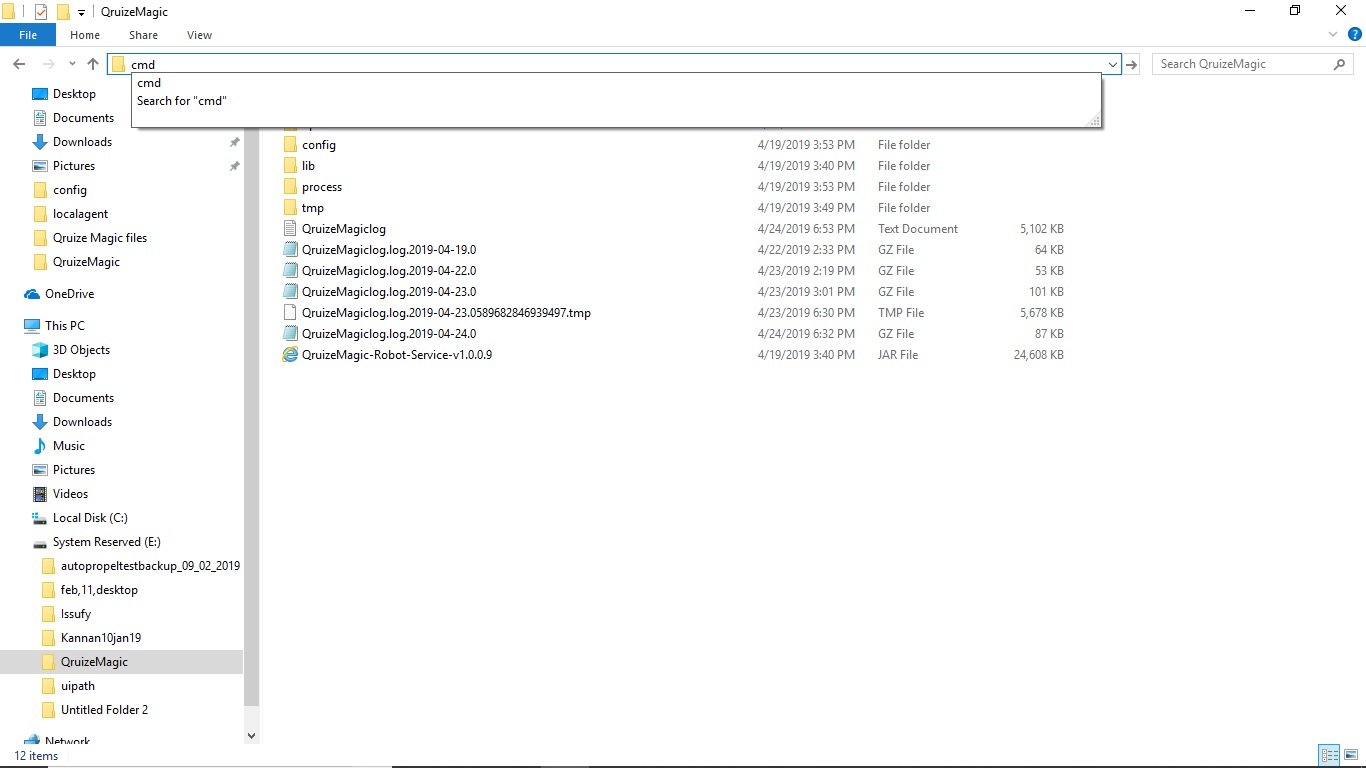 QruizeMagic
File Home Share View
cmd
Search QruizeMagic
cmd
Search for "cmd"
Desktop
Documents
Downloads
Pictures
config
localagent
Qruize Magic files
QruizeMagic
OneDrive
This PC
3D Objects
Desktop
Documents
Downloads
Music
Pictures
Videos
Local Disk (C:)
System Reserved (E:)
autopropeltestbackup_09_02_2019
feb,11,desktop
Issufy
Kannan10jan19
QruizeMagic
uipath
Untitled Folder 2
Network
config 4/19/2019 3:53 PM File folder
lib 4/19/2019 3:40 PM File folder
process 4/19/2019 3:53 PM File folder
tmp 4/19/2019 3:49 PM File folder
QruizeMagiclog 4/24/2019 6:53 PM Text Document 5,102 KB
QruizeMagiclog.log.2019-04-19.0 4/22/2019 2:33 PM GZ File 64 KB
QruizeMagiclog.log.2019-04-22.0 4/23/2019 2:19 PM GZ File 53 KB
QruizeMagiclog.log.2019-04-23.0 4/23/2019 3:01 PM GZ File 101 KB
QruizeMagiclog.log.2019-04-23.0589682846939497.tmp 4/23/2019 6:30 PM TMP File 5,678 KB
QruizeMagiclog.log.2019-04-24.0 4/24/2019 6:32 PM GZ File 87 KB
QruizeMagic-Robot-Service-v1.0.0.9 4/19/2019 3:40 PM JAR File 24,608 KB
12 items